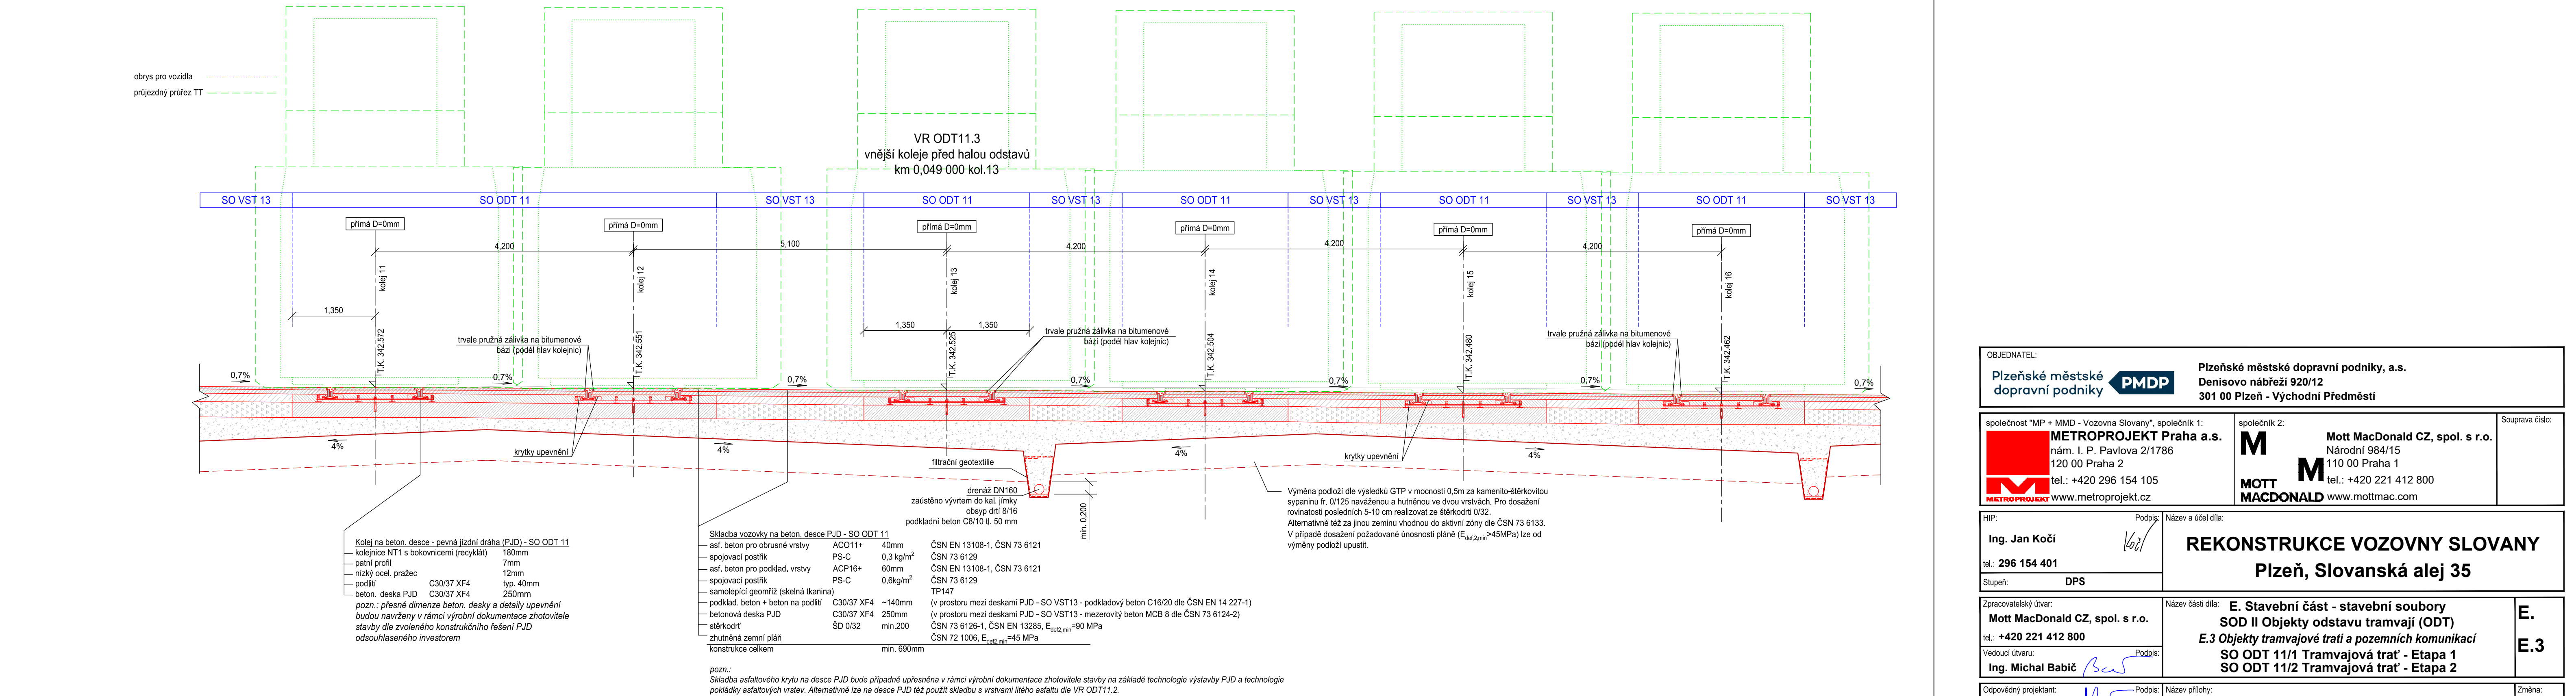 obrys pro vozidla
průjezdný průřez TT
VR ODT11.3
vnější koleje před halou odstavů
km 0,049 000 kol.13
SO VST 13
SO ODT 11
SO VST 13
SO ODT 11
SO VST 13
SO ODT 11
SO VST 13
SO ODT 11
SO VST 13
SO ODT 11
SO VST 13
přímá D=0mm
přímá D=0mm
přímá D=0mm
přímá D=0mm
přímá D=0mm
přímá D=0mm
4,200
5,100
4,200
4,200
4,200
kolej 11
kolej 12
kolej 13
kolej 14
kolej 15
kolej 16
1,350
1,350
1,350
T.K. 342.572
T.K. 342.551
T.K. 342.525
T.K. 342.504
T.K. 342.480
T.K. 342.462
trvale pružná zálivka na bitumenové
bázi (podél hlav kolejnic)
trvale pružná zálivka na bitumenové
bázi (podél hlav kolejnic)
trvale pružná zálivka na bitumenové
bázi (podél hlav kolejnic)
0,7%
0,7%
0,7%
0,7%
0,7%
0,7%
0,7%
4%
4%
4%
4%
krytky upevnění
krytky upevnění
filtrační geotextilie
drenáž DN160
zaústěno vývrtem do kal. jímky
obsyp drtí 8/16
podkladní beton C8/10 tl. 50 mm
min. 0,200
Výměna podloží dle výsledků GTP v mocnosti 0,5m za kamenito-štěrkovitou
sypaninu fr. 0/125 naváženou a hutněnou ve dvou vrstvách. Pro dosažení
rovinatosti posledních 5-10 cm realizovat ze štěrkodrti 0/32.
Alternativně též za jinou zeminu vhodnou do aktivní zóny dle ČSN 73 6133.
V případě dosažení požadované únosnosti pláně (Edef,2,min>45MPa) lze od
výměny podloží upustit.
Kolej na beton. desce - pevná jízdní dráha (PJD) - SO ODT 11
kolejnice NT1 s bokovnicemi (recyklát) 180mm
patní profil 7mm
nízký ocel. pražec 12mm
podlití C30/37 XF4 typ. 40mm
beton. deska PJD C30/37 XF4 250mm
pozn.: přesné dimenze beton. desky a detaily upevnění
budou navrženy v rámci výrobní dokumentace zhotovitele
stavby dle zvoleného konstrukčního řešení PJD
odsouhlaseného investorem
Skladba vozovky na beton. desce PJD - SO ODT 11
asf. beton pro obrusné vrstvy ACO11+ 40mm ČSN EN 13108-1, ČSN 73 6121
spojovací postřik PS-C 0,3 kg/m2 ČSN 73 6129
asf. beton pro podklad. vrstvy ACP16+ 60mm ČSN EN 13108-1, ČSN 73 6121
spojovací postřik PS-C 0,6kg/m2 ČSN 73 6129
samolepící geomříž (skelná tkanina) TP147
podklad. beton + beton na podlití C30/37 XF4 ~140mm (v prostoru mezi deskami PJD - SO VST13 - podkladový beton C16/20 dle ČSN EN 14 227-1)
betonová deska PJD C30/37 XF4 250mm (v prostoru mezi deskami PJD - SO VST13 - mezerovitý beton MCB 8 dle ČSN 73 6124-2)
stěrkodrť ŠD 0/32 min.200 ČSN 73 6126-1, ČSN EN 13285, Edef2,min=90 MPa
zhutněná zemní pláň ČSN 72 1006, Edef2,min=45 MPa
konstrukce celkem min. 690mm
pozn.:
Skladba asfaltového krytu na desce PJD bude případně upřesněna v rámci výrobní dokumentace zhotovitele stavby na základě technologie výstavby PJD a technologie
pokládky asfaltových vrstev. Alternativně lze na desce PJD též použít skladbu s vrstvami litého asfaltu dle VR ODT11.2.
OBJEDNATEL:
Plzeňské městské
dopravní podniky
PMDP
Plzeňské městské dopravní podniky, a.s.
Denisovo nábřeží 920/12
301 00 Plzeň - Východní Předměstí
společnost "MP + MMD - Vozovna Slovany", společník 1:
METROPROJEKT Praha a.s.
nám. I. P. Pavlova 2/1786
120 00 Praha 2
tel.: +420 296 154 105
www.metroprojekt.cz
METROPROJEKT
společník 2:
M
M
MOTT
MACDONALD
Mott MacDonald CZ, spol. s r.o.
Národní 984/15
110 00 Praha 1
tel.: +420 221 412 800
www.mottmac.com
Souprava číslo:
HIP: Podpis:
Ing. Jan Kočí
tel.: 296 154 401
Stupeň: DPS
Název a účel díla:
REKONSTRUKCE VOZOVNY SLOVANY
Plzeň, Slovanská alej 35
Zpracovatelský útvar:
Mott MacDonald CZ, spol. s r.o.
tel.: +420 221 412 800
Vedoucí útvaru: Podpis:
Ing. Michal Babič
Název části díla:
E. Stavební část - stavební soubory
SOD II Objekty odstavu tramvají (ODT)
E.3 Objekty tramvajové trati a pozemních komunikací
SO ODT 11/1 Tramvajová trať - Etapa 1
SO ODT 11/2 Tramvajová trať - Etapa 2
E.
E.3
Odpovědný projektant: Podpis:
Název přílohy:
Změna: